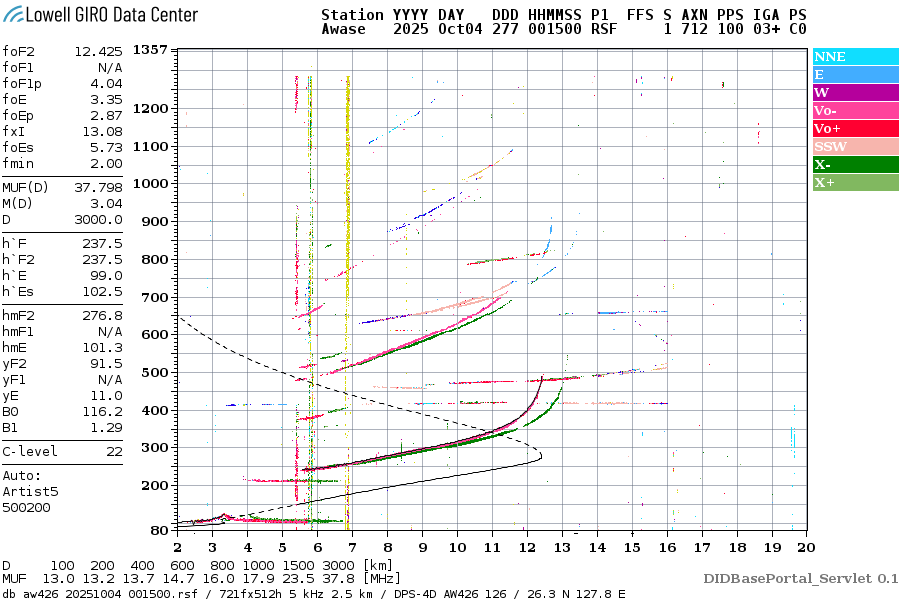 Lowell GIRO Data Center
Station YYYY DAY DDD HHMMSS P1 FFS S AXN PPS IGA PS
Awase 2025 Oct04 277 001500 RSF 1 712 100 03+ C0
foF2 12.425
foF1 N/A
foF1p 4.04
foE 3.35
foEp 2.87
fxI 13.08
foEs 5.73
fmin 2.00
MUF(D) 37.798
M(D) 3.04
D 3000.0
h`F 237.5
h`F2 237.5
h`E 99.0
h`Es 102.5
hmF2 276.8
hmF1 N/A
hmE 101.3
yF2 91.5
yF1 N/A
yE 11.0
B0 116.2
B1 1.29
C-level 22
Auto:
Artist5
500200
1357
1200
1100
1000
900
800
700
600
500
400
300
200
80
2 3 4 5 6 7 8 9 10 11 12 13 14 15 16 17 18 19 20
NNE
E
W
Vo-
Vo+
SSW
X-
X+
D 100 200 400 600 800 1000 1500 3000 [km]
MUF 13.0 13.2 13.7 14.7 16.0 17.9 23.5 37.8 [MHz]
db aw426 20251004 001500.rsf / 721fx512h 5 kHz 2.5 km / DPS-4D AW426 126 / 26.3 N 127.8 E
DIDBasePortal_Servlet 0.1